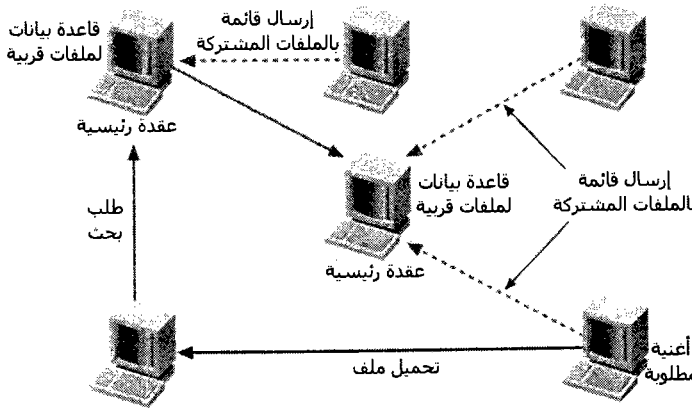 إرسال قائمة
بالملفات المشتركة
قاعدة بيانات
لملفات قريبة
عقدة رئيسية
إرسال قائمة
بالملفات المشتركة
قاعدة بيانات
لملفات قريبة
عقدة رئيسية
طلب
بحث
أغنية
مطلوبة
تحميل ملف